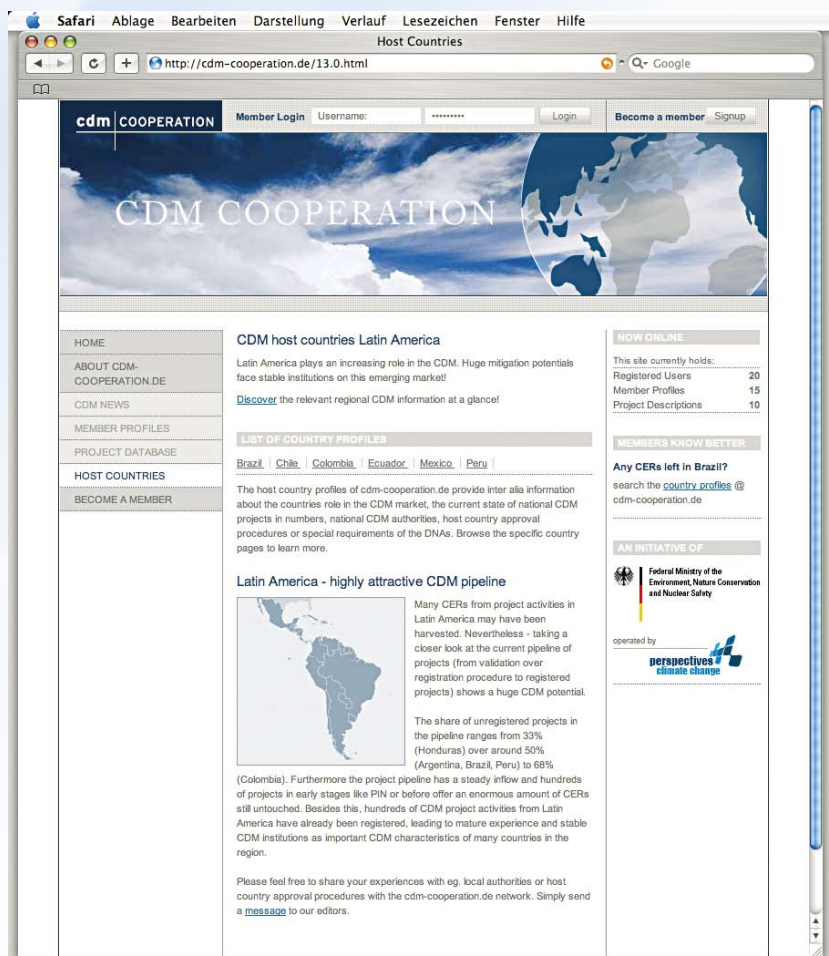 Safari Ablage Bearbeiten Darstellung Verlauf Lesezeichen Fenster Hilfe
Host Countries
http://cdm-cooperation.de/13.0.html
Google
cdm COOPERATION
Member Login Username: ••••••••• Login
Become a member Signup
CDM COOPERATION
HOME
ABOUT CDM-
COOPERATION.DE
CDM NEWS
MEMBER PROFILES
PROJECT DATABASE
HOST COUNTRIES
BECOME A MEMBER
CDM host countries Latin America
Latin America plays an increasing role in the CDM. Huge mitigation potentials
face stable institutions on this emerging market!
Discover the relevant regional CDM information at a glance!
LIST OF COUNTRY PROFILES
Brazil | Chile | Colombia | Ecuador | Mexico | Peru |
The host country profiles of cdm-cooperation.de provide inter alia information
about the countries role in the CDM market, the current state of national CDM
projects in numbers, national CDM authorities, host country approval
procedures or special requirements of the DNAs. Browse the specific country
pages to learn more.
Latin America - highly attractive CDM pipeline
Many CERs from project activities in
Latin America may have been
harvested. Nevertheless - taking a
closer look at the current pipeline of
projects (from validation over
registration procedure to registered
projects) shows a huge CDM potential.
The share of unregistered projects in
the pipeline ranges from 33%
(Honduras) over around 50%
(Argentina, Brazil, Peru) to 68%
(Colombia). Furthermore the project pipeline has a steady inflow and hundreds
of projects in early stages like PIN or before offer an enormous amount of CERs
still untouched. Besides this, hundreds of CDM project activities from Latin
America have already been registered, leading to mature experience and stable
CDM institutions as important CDM characteristics of many countries in the
region.
Please feel free to share your experiences with eg. local authorities or host
country approval procedures with the cdm-cooperation.de network. Simply send
a message to our editors.
NOW ONLINE
This site currently holds:
Registered Users 20
Member Profiles 15
Project Descriptions 10
MEMBERS KNOW BETTER
Any CERs left in Brazil?
search the country profiles @
cdm-cooperation.de
AN INITIATIVE OF
Federal Ministry of the
Environment, Nature Conservation
and Nuclear Safety
operated by
perspectives
climate change